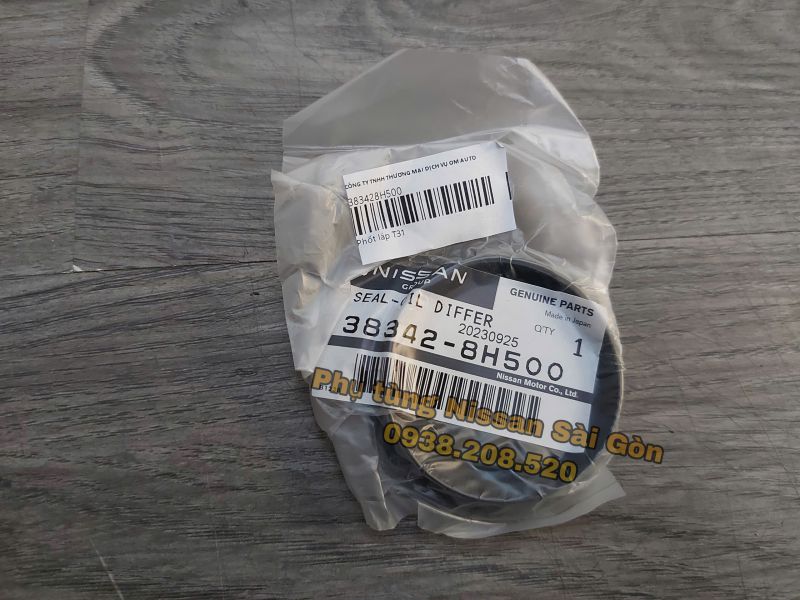 CÔNG TY TNHH THƯƠNG MẠI DỊCH VỤ OM AUTO
383428H500
Phốt láp T31
NISSAN
GROUP
GENUINE PARTS
Made in Japan
SEAL-OIL DIFFER
20230925
QTY 1
38342-8H500
Nissan Motor Co., Ltd.
Phụ tùng Nissan Sài Gòn
0938.208.520